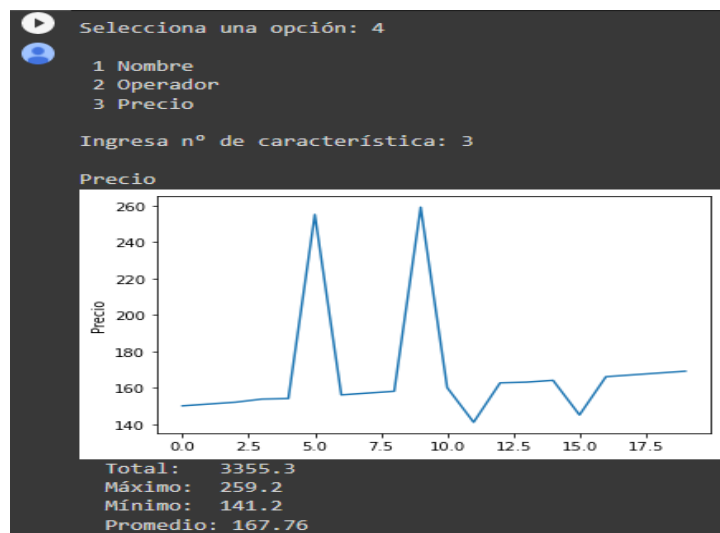 Selecciona una opción: 4
1 Nombre
2 Operador
3 Precio
Ingresa nº de característica: 3
Precio
260
240
220
200
180
160
140
Precio
0.0 2.5 5.0 7.5 10.0 12.5 15.0 17.5
Total: 3355.3
Máximo: 259.2
Mínimo: 141.2
Promedio: 167.76